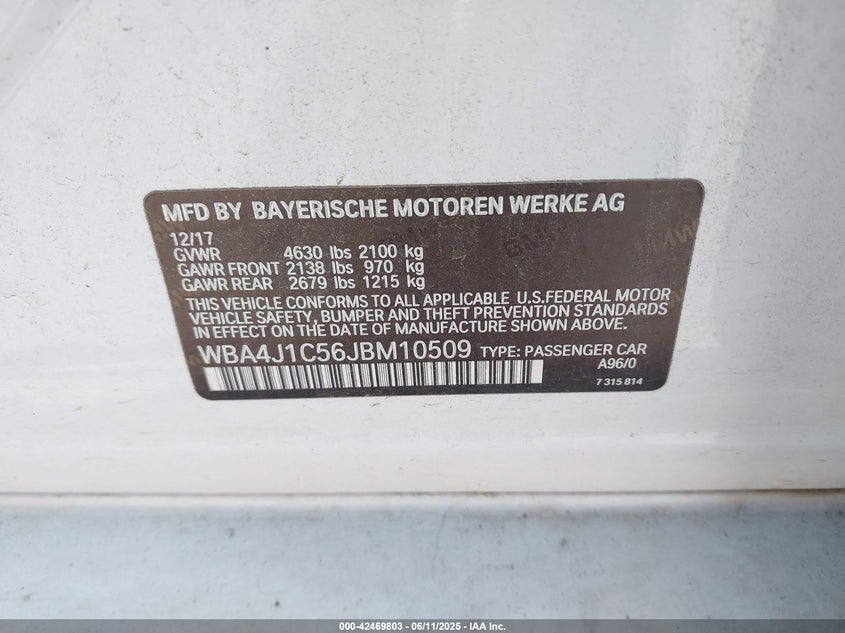 MFD BY BAYERISCHE MOTOREN WERKE AG
12/17
GVWR 4630 lbs 2100 kg
GAWR FRONT 2138 lbs 970 kg
GAWR REAR 2679 lbs 1215 kg
THIS VEHICLE CONFORMS TO ALL APPLICABLE U.S.FEDERAL MOTOR
VEHICLE SAFETY, BUMPER AND THEFT PREVENTION STANDARDS
IN EFFECT ON THE DATE OF MANUFACTURE SHOWN ABOVE.
WBA4J1C56JBM10509 TYPE: PASSENGER CAR
A96/0
7 315 814
000-42469803 - 06/11/2025 - IAA Inc.